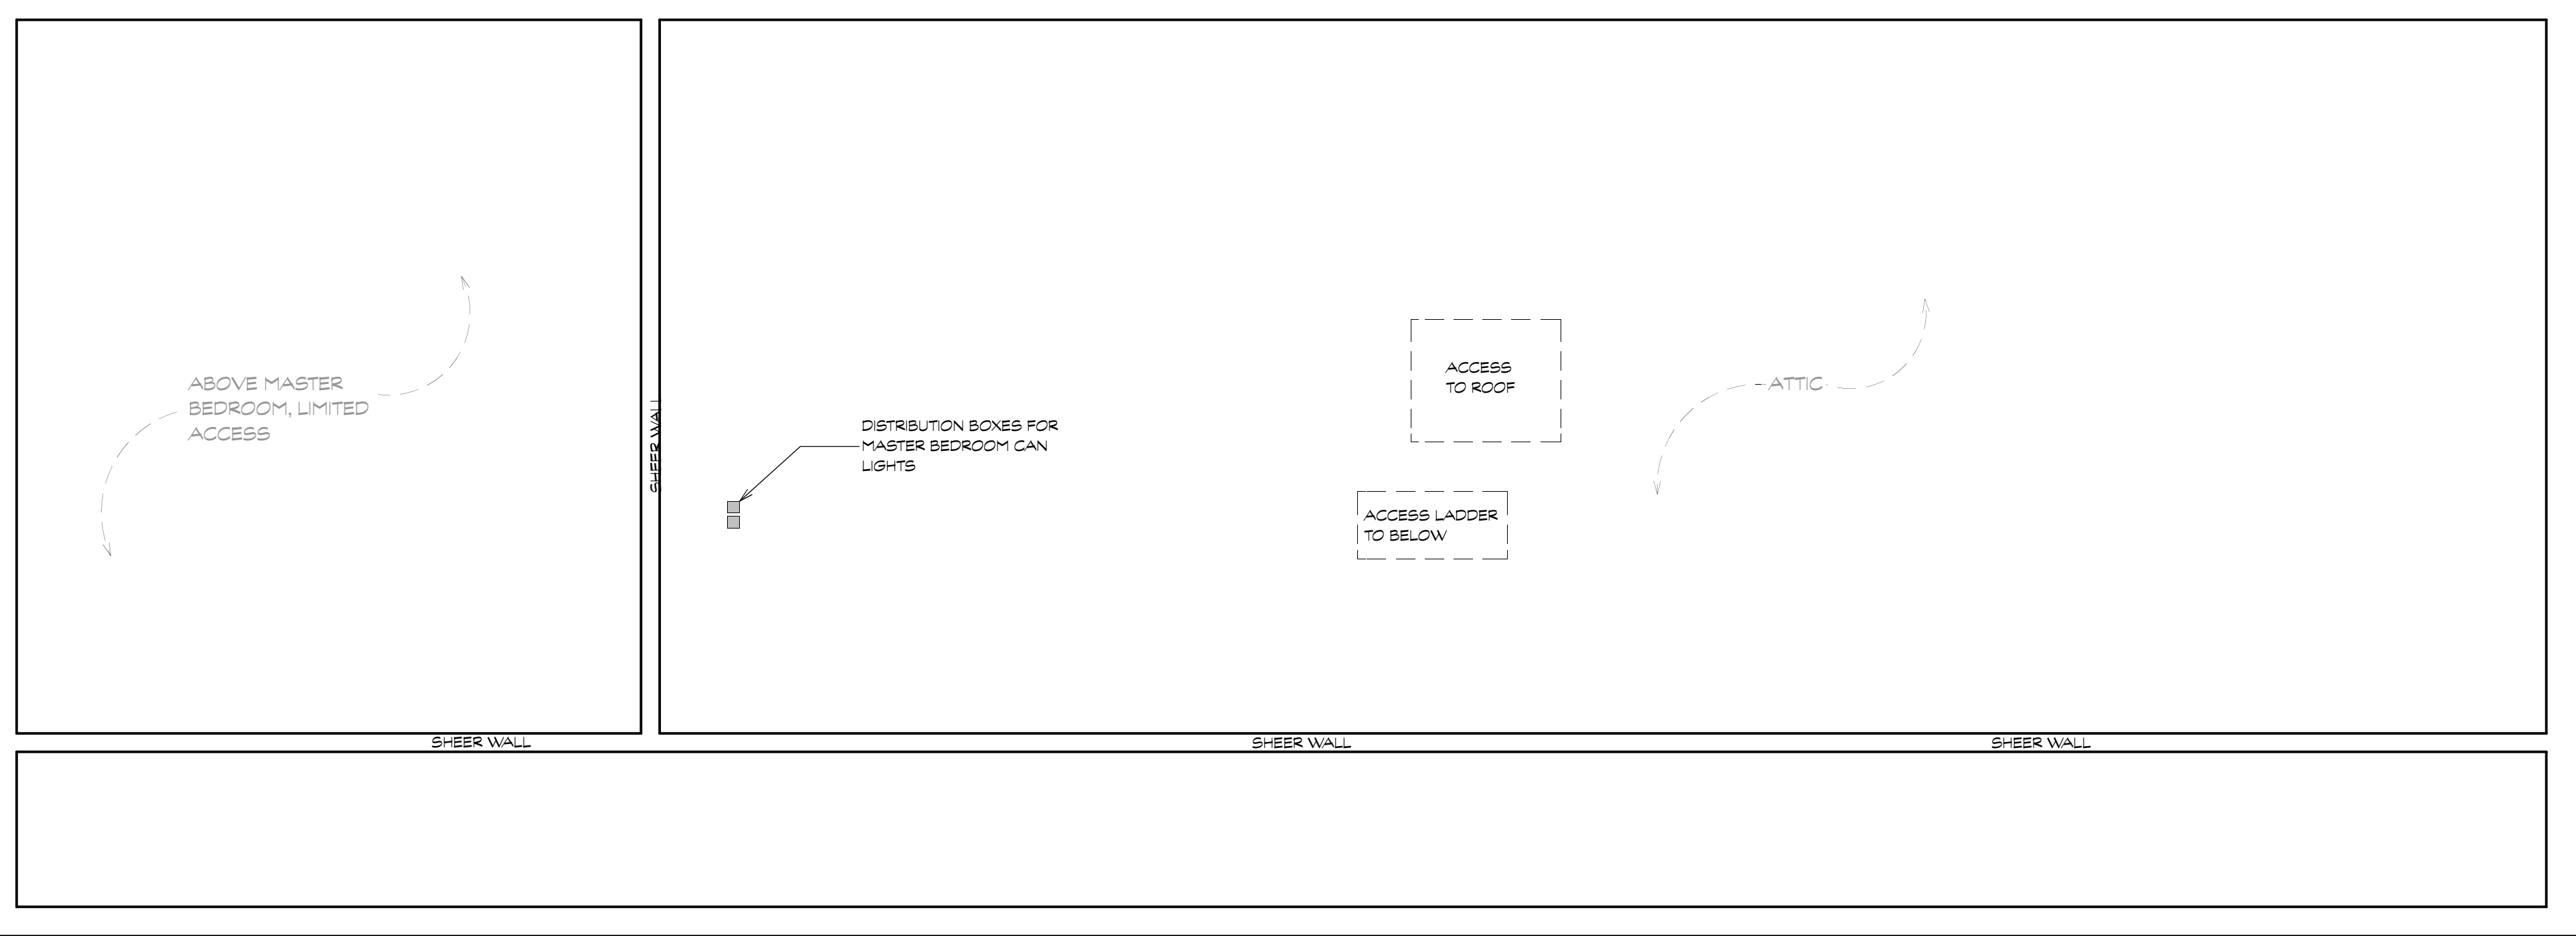 ABOVE MASTER
BEDROOM, LIMITED
ACCESS
SHEER WALL
DISTRIBUTION BOXES FOR
MASTER BEDROOM CAN
LIGHTS
ACCESS
TO ROOF
ACCESS LADDER
TO BELOW
ATTIC
SHEER WALL
SHEER WALL
SHEER WALL